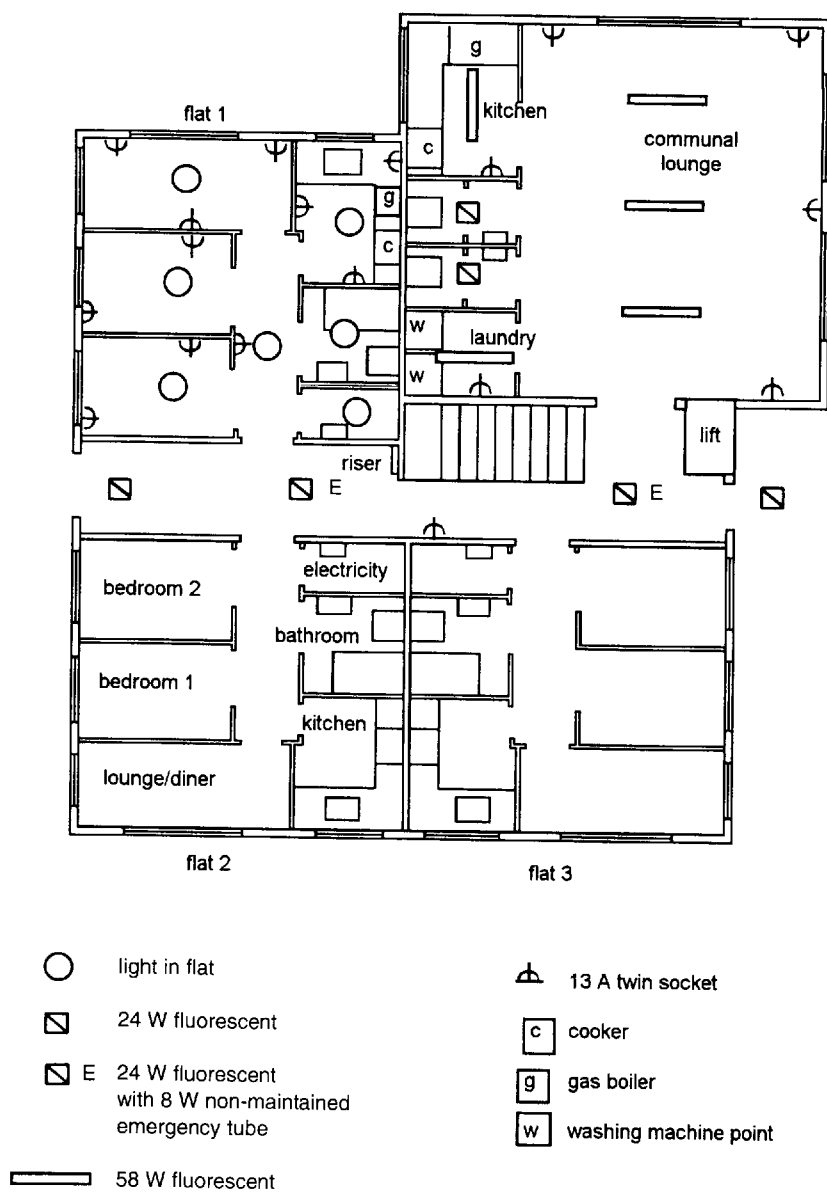 g
kitchen
flat 1
communal
lounge
c
g
c
w
laundry
w
lift
riser
E
E
electricity
bedroom 2
bathroom
bedroom 1
kitchen
lounge/diner
flat 2
flat 3
light in flat
13 A twin socket
24 W fluorescent
c cooker
E 24 W fluorescent
with 8 W non-maintained
emergency tube
g gas boiler
w washing machine point
58 W fluorescent